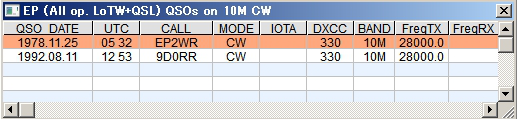 EP (All op. LoTW+QSL) QSOs on 10M CW
QSO DATE UTC CALL MODE IOTA DXCC BAND FreqTX FreqRX
1978.11.25 05 32 EP2WR CW 330 10M 28000.0
1992.08.11 12 53 9D0RR CW 330 10M 28000.0